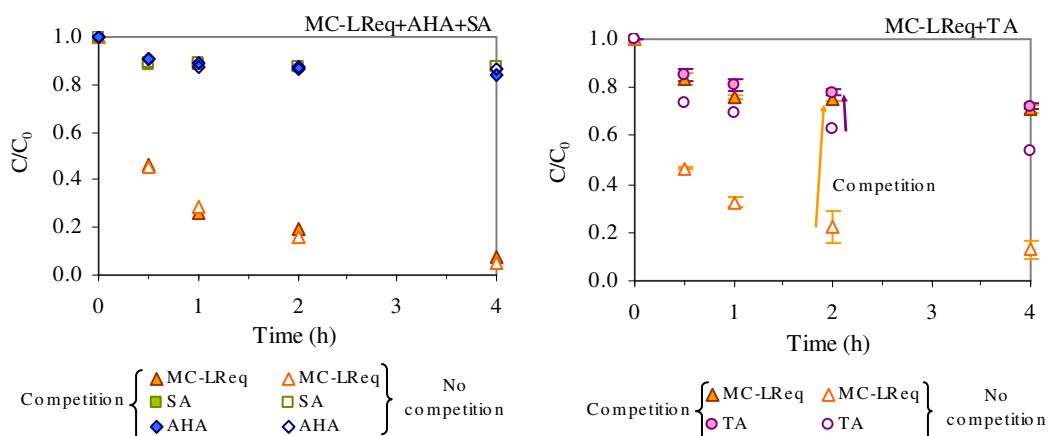 MC-LReq+AHA+SA
1.0
0.8
0.6
0.4
0.2
0.0
C/C0
0 1 2 3 4
Time (h)
Competition
MC-LReq MC-LReq
SA SA
AHA AHA
No
competition
MC-LReq+TA
1.0
0.8
0.6
0.4
0.2
0.0
C/C0
Competition
0 1 2 3 4
Time (h)
Competition
MC-LReq MC-LReq
TA TA
No
competition